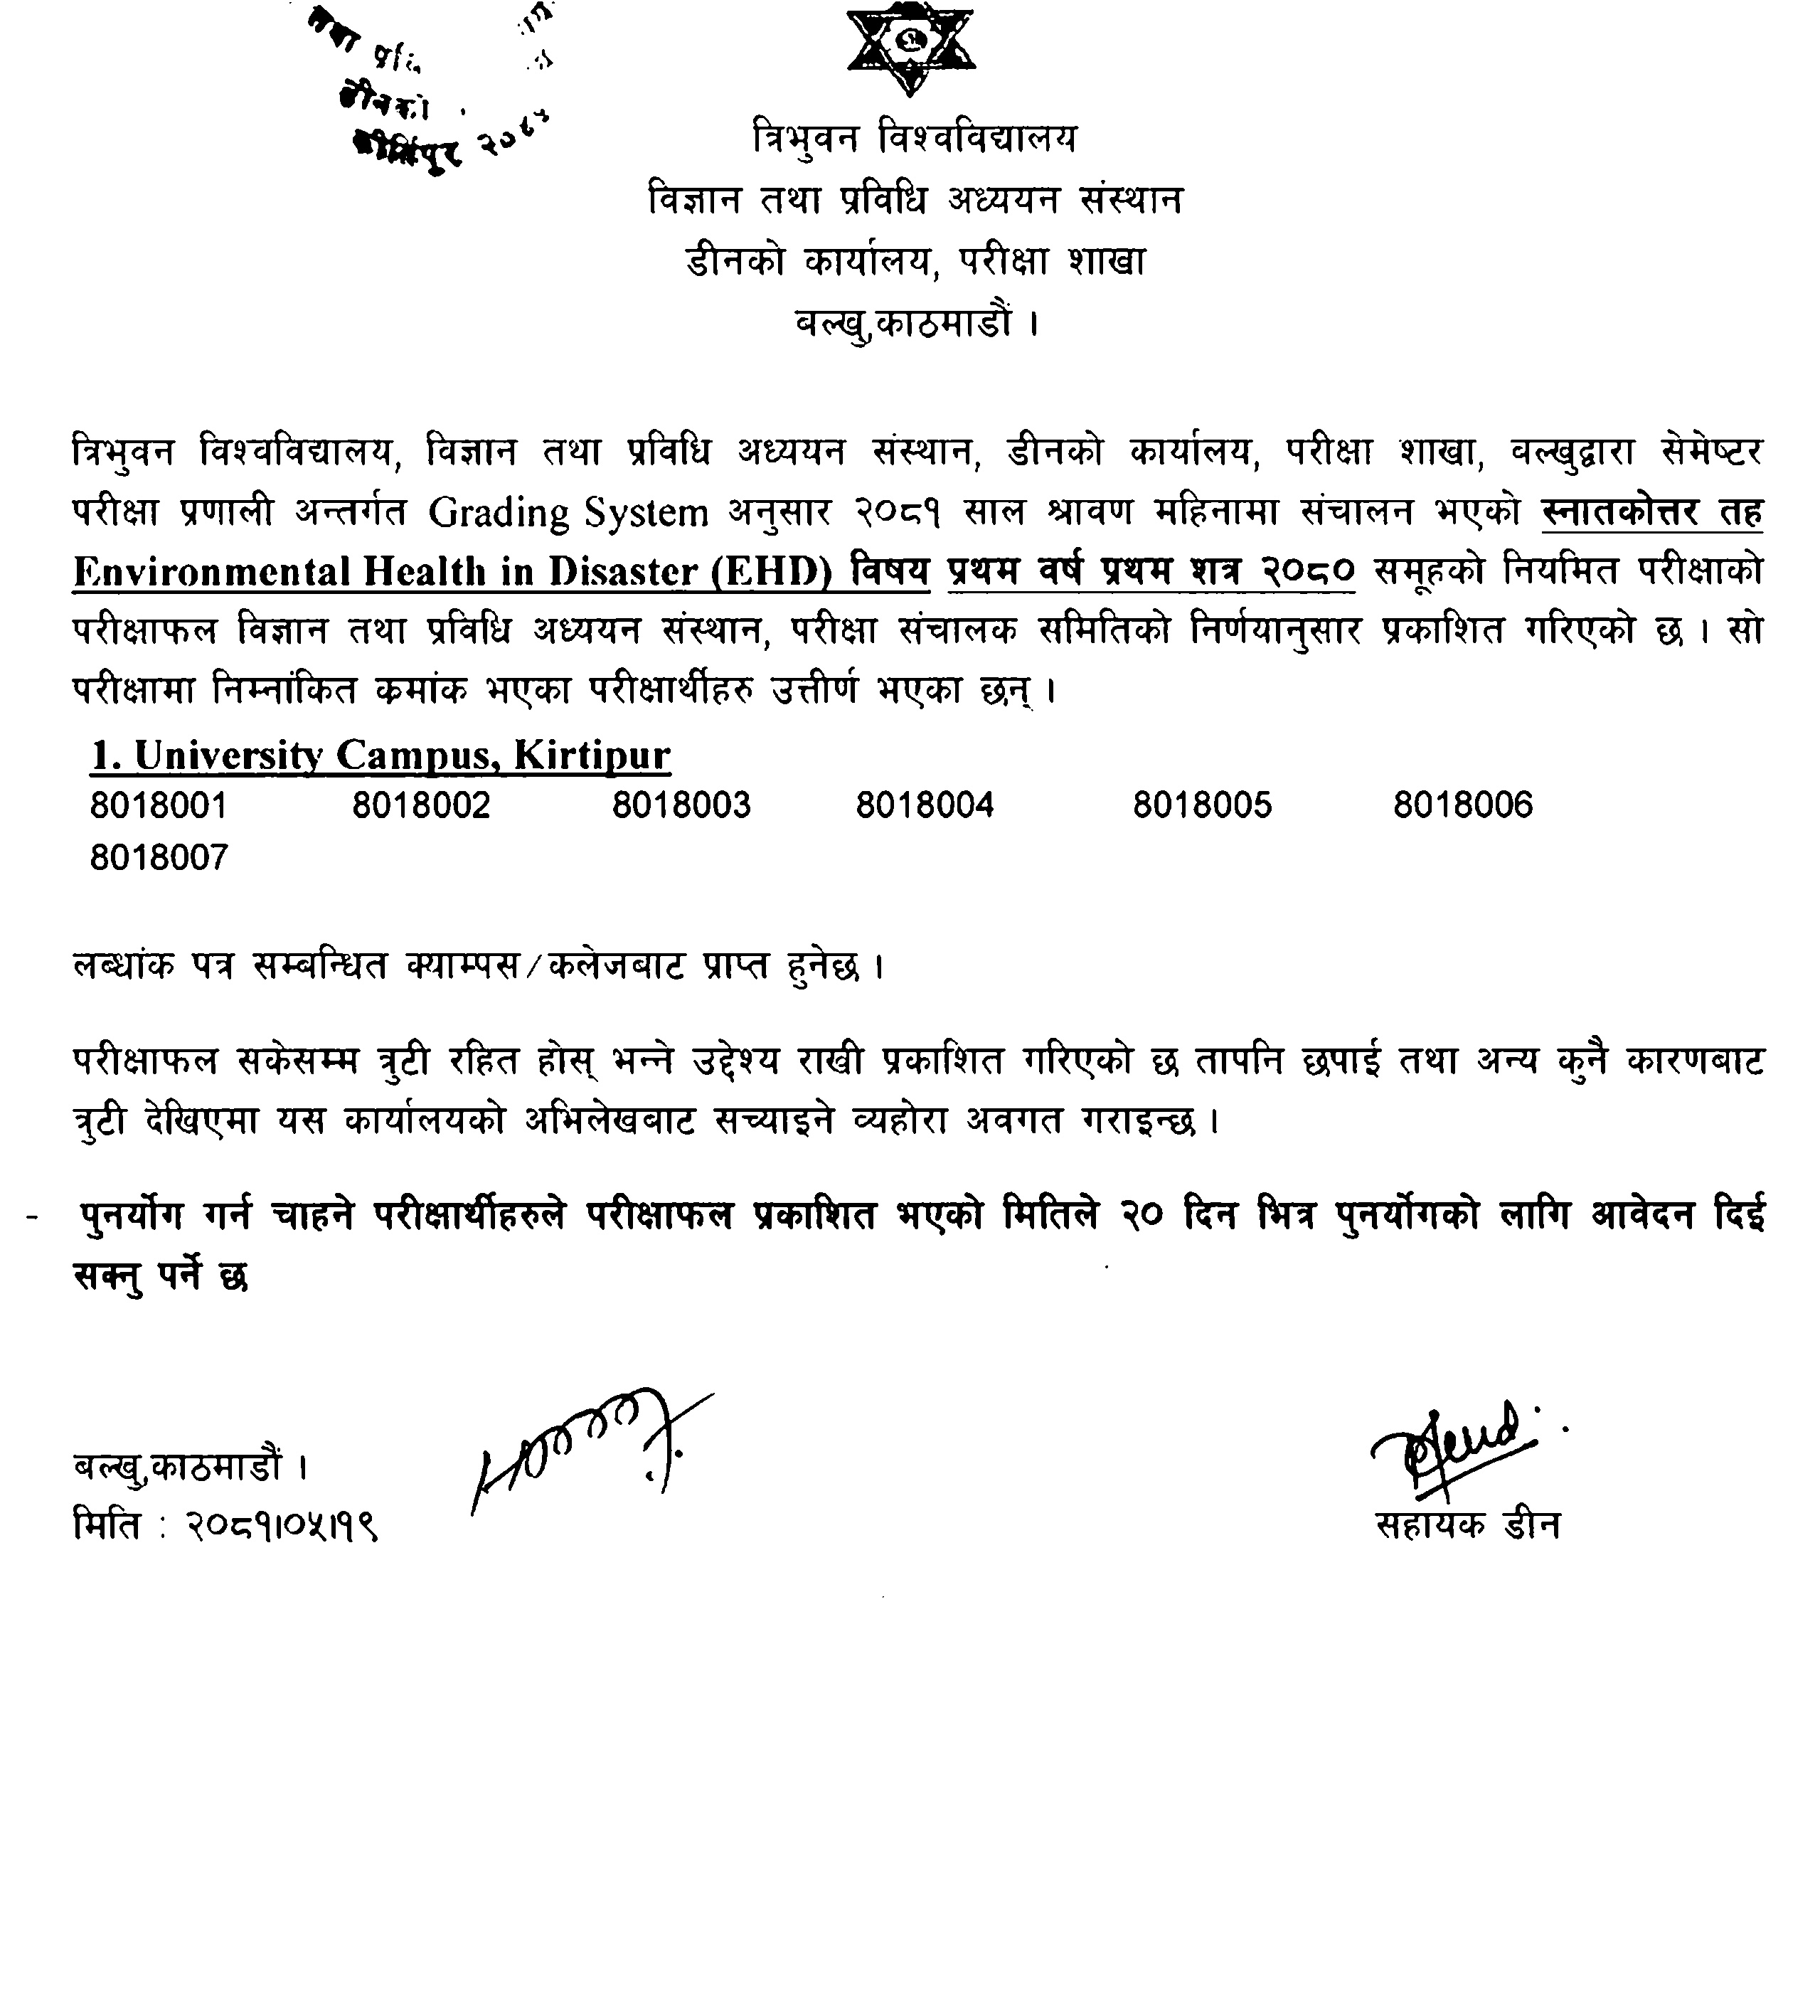 तथा
डीनको
कीर्तिपुर २०४५
त्रिभुवन विश्वविद्यालय
विज्ञान तथा प्रविधि अध्ययन संस्थान
डीनको कार्यालय, परीक्षा शाखा
बल्खु,काठमाडौं ।
त्रिभुवन विश्वविद्यालय, विज्ञान तथा प्रविधि अध्ययन संस्थान, डीनको कार्यालय, परीक्षा शाखा, वल्खुद्वारा सेमेष्टर
परीक्षा प्रणाली अन्तर्गत Grading System अनुसार २०८१ साल श्रावण महिनामा संचालन भएको स्नातकोत्तर तह
Environmental Health in Disaster (EHD) विषय प्रथम वर्ष प्रथम शत्र २०८० समूहको नियमित परीक्षाको
परीक्षाफल विज्ञान तथा प्रविधि अध्ययन संस्थान, परीक्षा संचालक समितिको निर्णयानुसार प्रकाशित गरिएको छ । सो
परीक्षामा निम्नांकित क्रमांक भएका परीक्षार्थीहरु उत्तीर्ण भएका छन् ।
1. University Campus, Kirtipur
8018001 8018002 8018003 8018004 8018005 8018006
8018007
लब्धांक पत्र सम्बन्धित क्याम्पस/कलेजबाट प्राप्त हुनेछ ।
परीक्षाफल सकेसम्म त्रुटी रहित होस् भन्ने उद्देश्य राखी प्रकाशित गरिएको छ तापनि छपाई तथा अन्य कुनै कारणबाट
त्रुटी देखिएमा यस कार्यालयको अभिलेखबाट सच्याइने व्यहोरा अवगत गराइन्छ ।
- पुनर्योग गर्न चाहने परीक्षार्थीहरुले परीक्षाफल प्रकाशित भएको मितिले २० दिन भित्र पुनर्योगको लागि आवेदन दिई
सक्नु पर्ने छ
बल्खु,काठमाडौं ।
मिति : २०८१।०५।१९
सहायक डीन